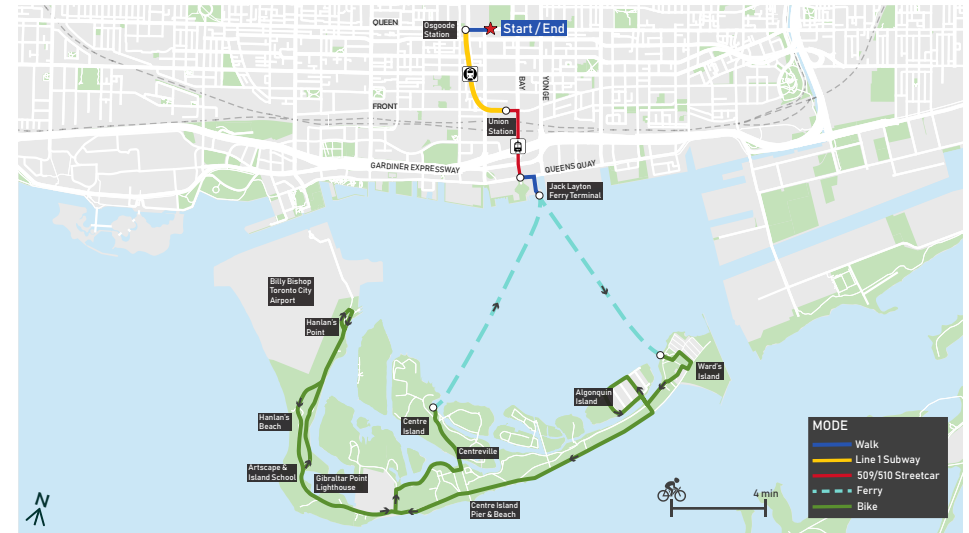 QUEEN
Osgoode
Station
Start/End
BAY
YONGE
FRONT
Union
Station
GARDINER EXPRESSWAY
QUEENS QUAY
Jack Layton
Ferry Terminal
Billy Bishop
Toronto City
Airport
Hanlan's
Point
Ward's
Island
Algonquin
Island
Hanlan's
Beach
Centre
Island
Centreville
Artscape &
Island School
Gibraltar Point
Lighthouse
Centre Island
Pier & Beach
MODE
Walk
Line 1 Subway
509/510 Streetcar
Ferry
Bike
4 min
N